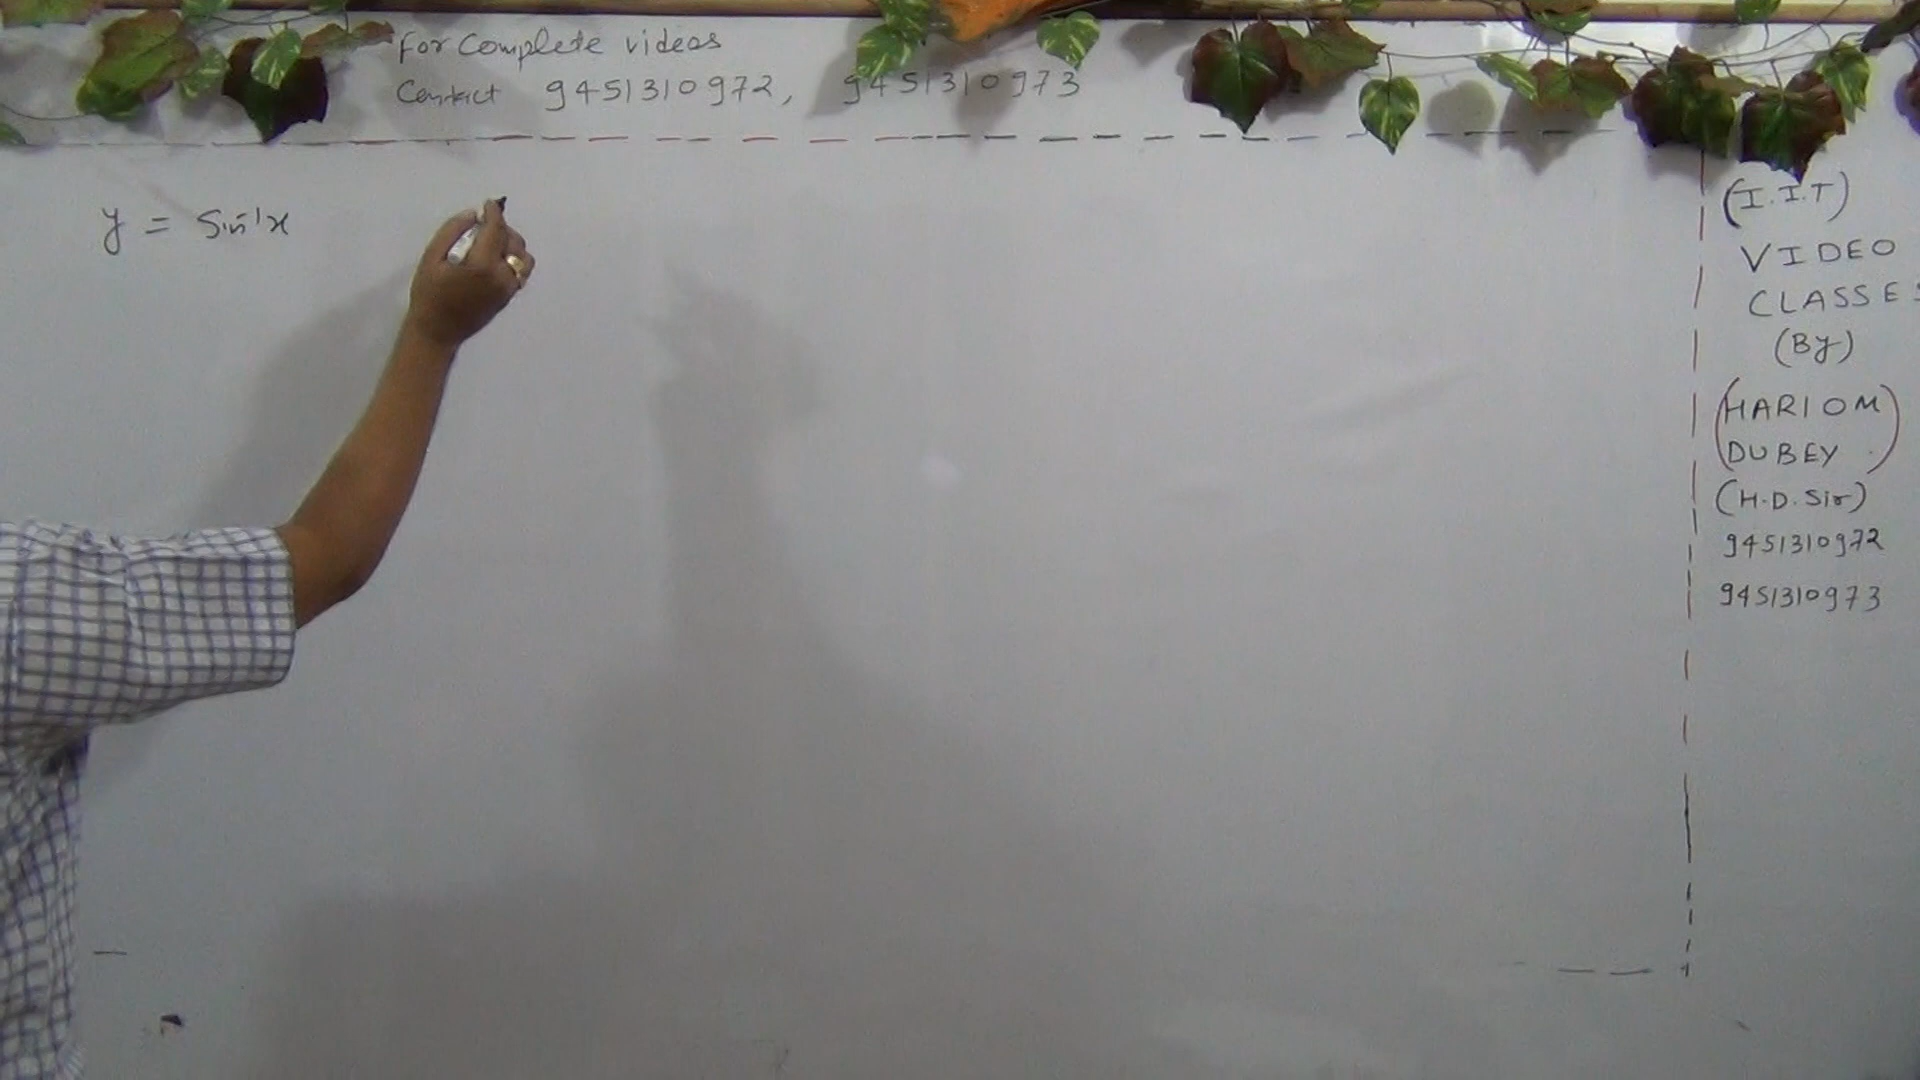 For Complete videos
Contact 9451310972, 9451310973
y = Sin⁻¹x
(I.I.T)
VIDEO
CLASSES
(By)
(HARIOM
DUBEY)
(H.D. Sir)
9451310972
9451310973